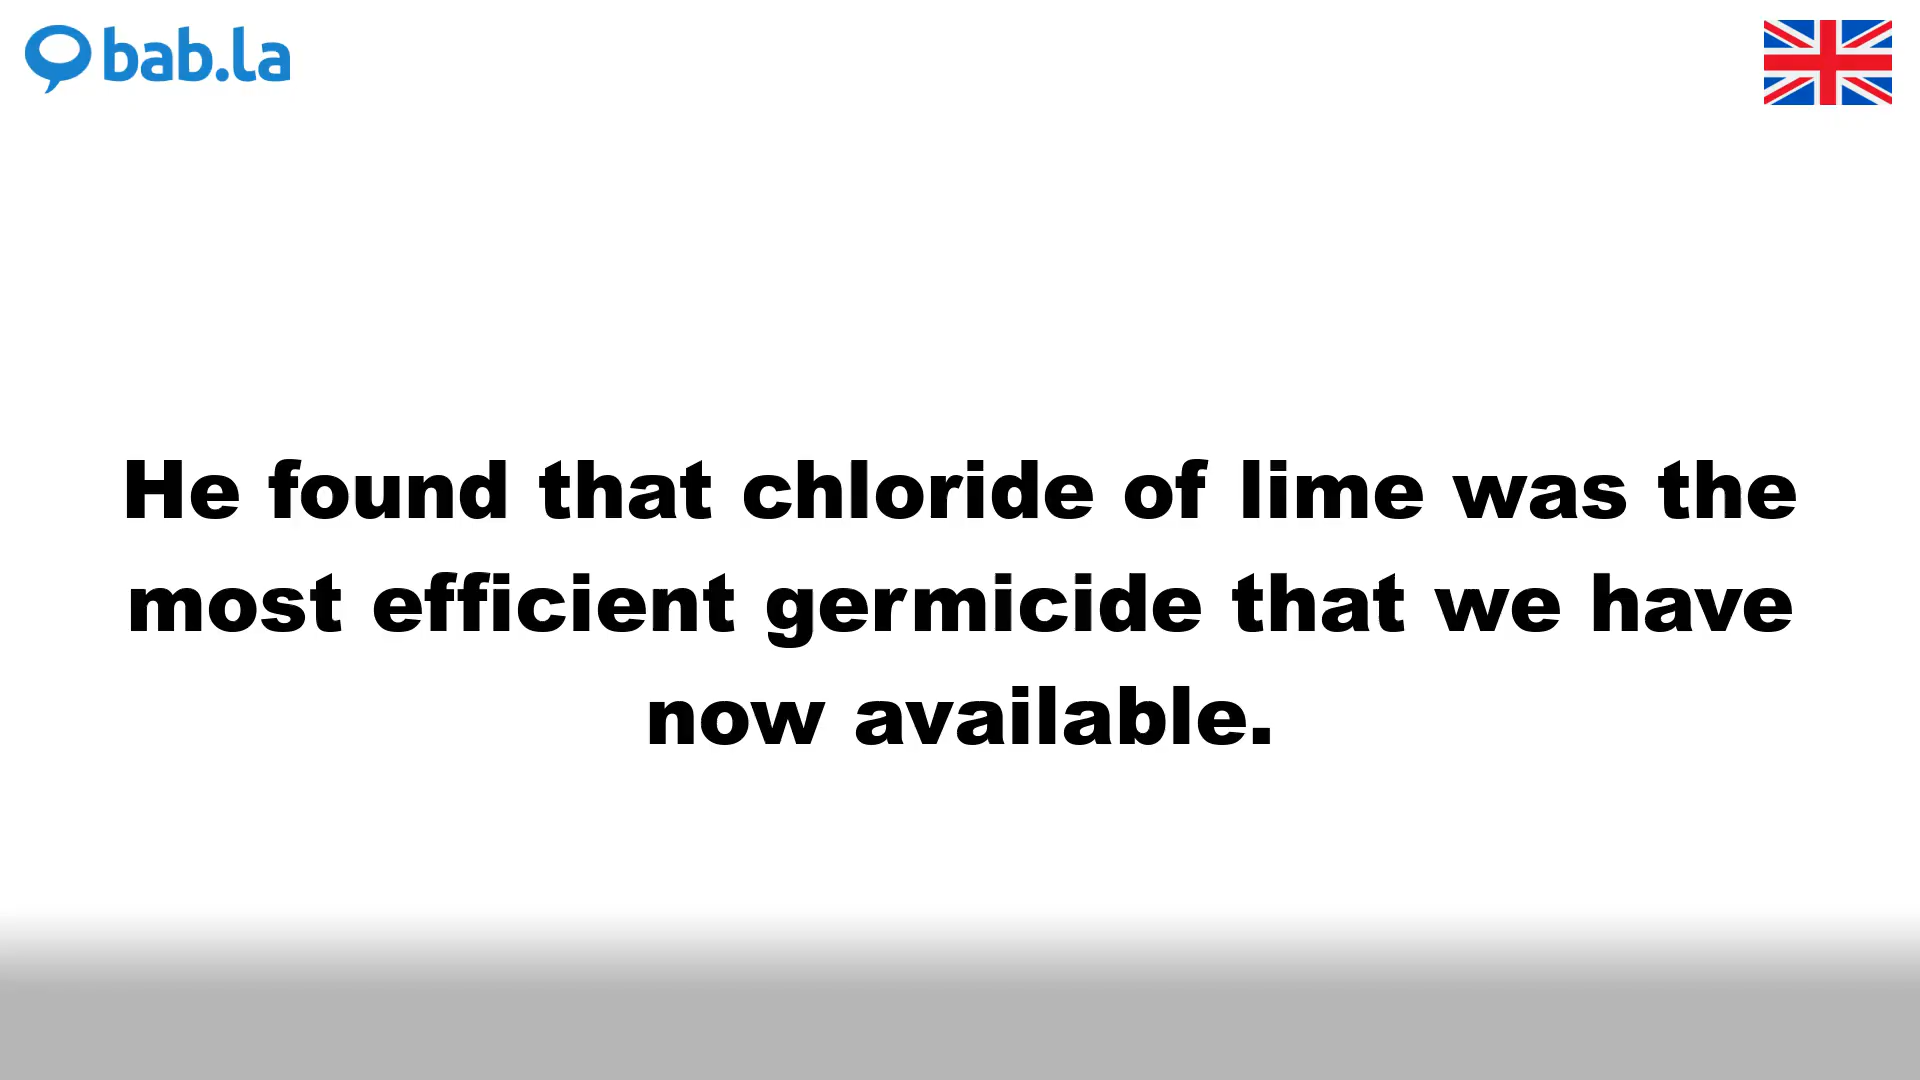 bab.la
He found that chloride of lime was the
most efficient germicide that we have
now available.